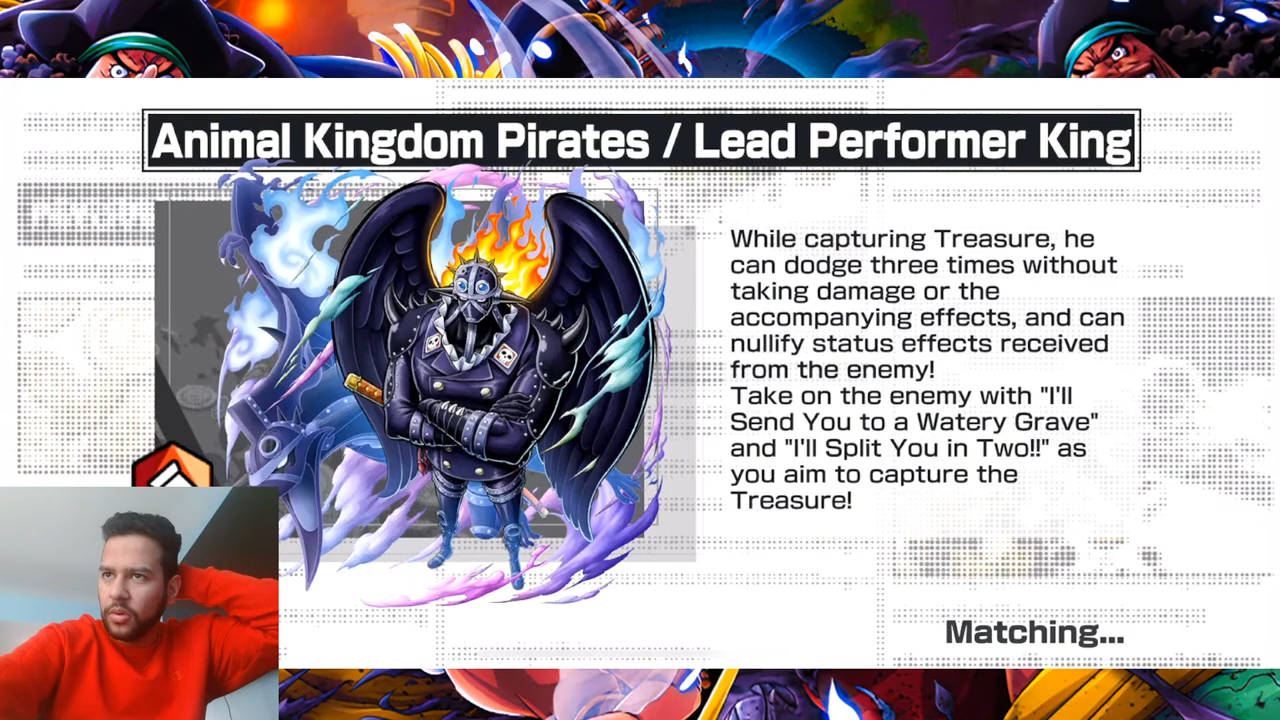 Animal Kingdom Pirates / Lead Performer King
While capturing Treasure, he
can dodge three times without
taking damage or the
accompanying effects, and can
nullify status effects received
from the enemy!
Take on the enemy with "I'll
Send You to a Watery Grave"
and "I'll Split You in Two!!" as
you aim to capture the
Treasure!
Matching...